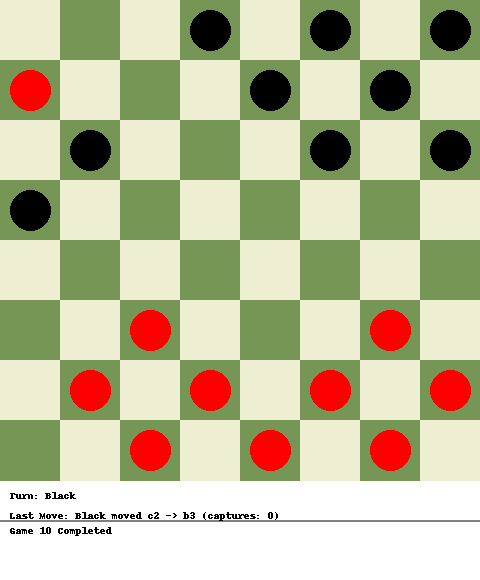 Turn: Black
Last Move: Black moved c2 -> b3 (captures: 0)
Game 10 Completed